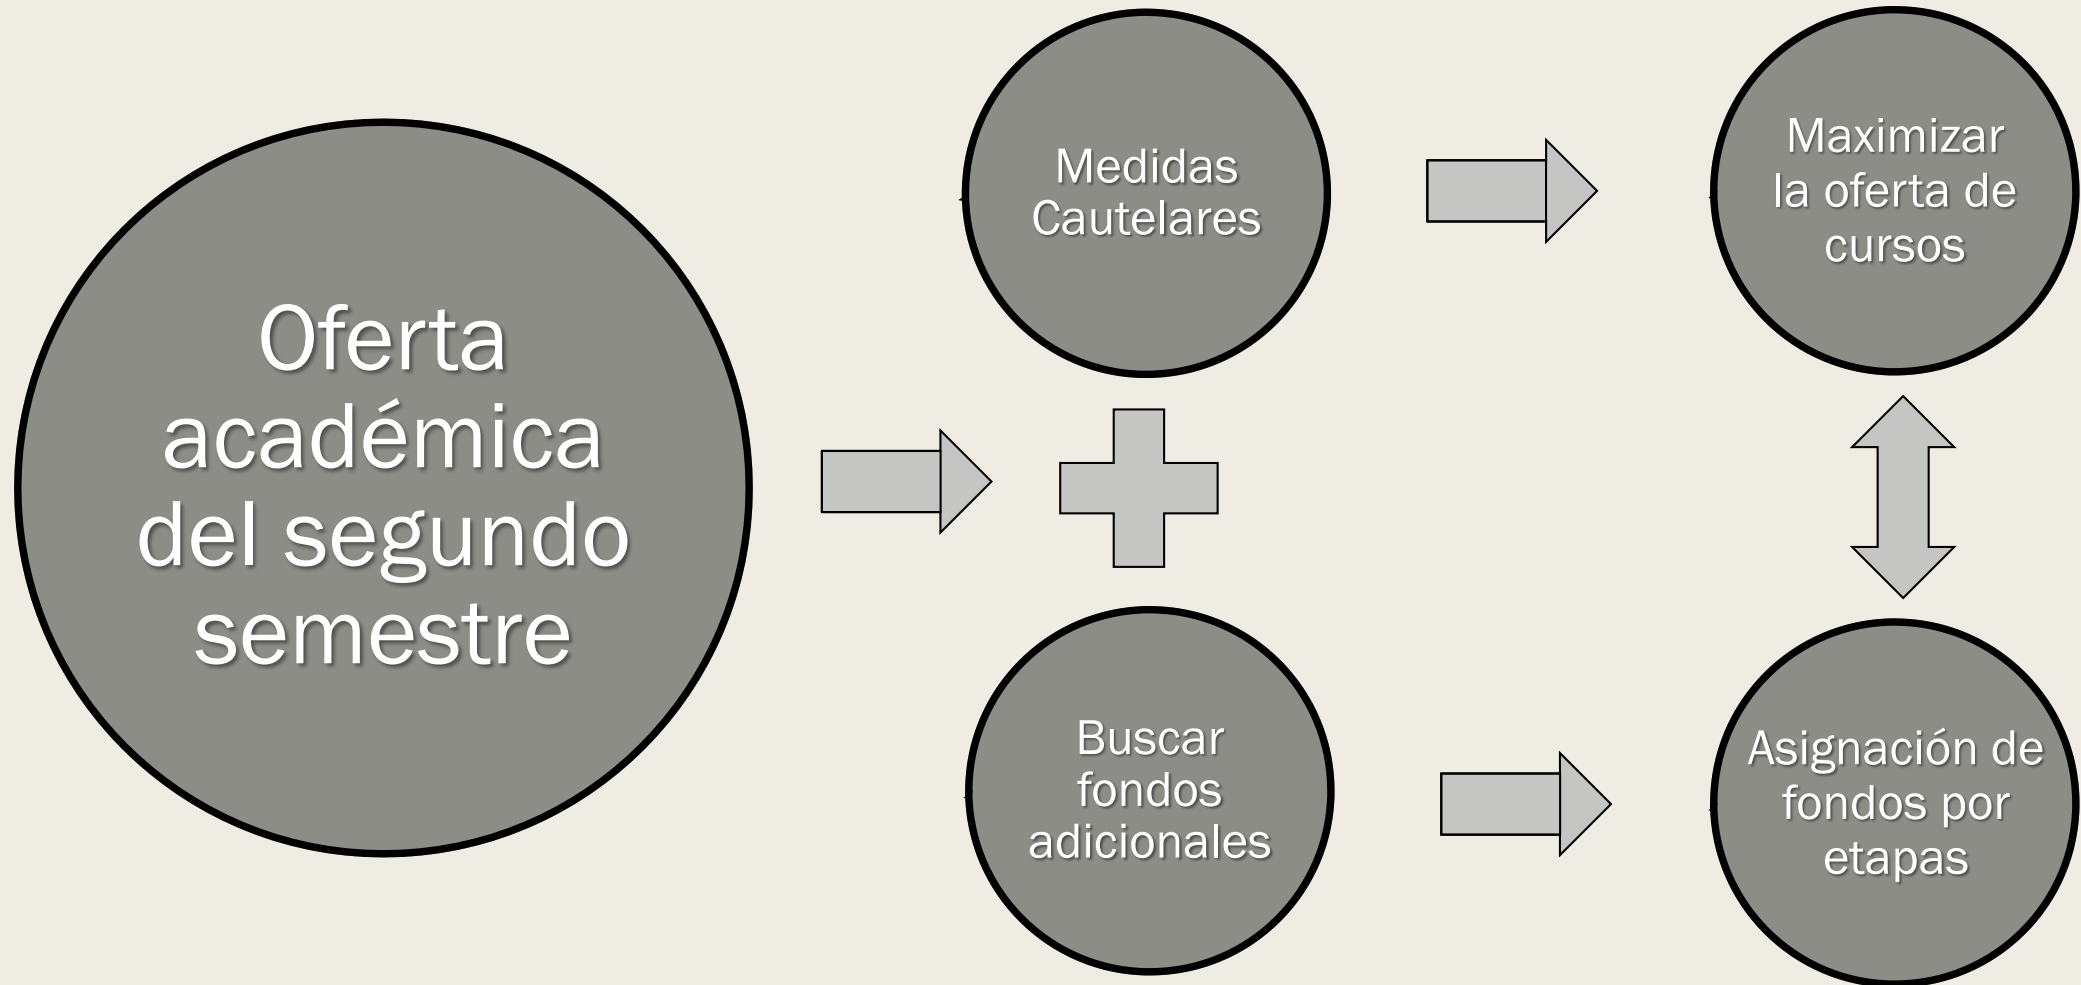 Oferta
académica
del segundo
semestre
Medidas
Cautelares
Buscar
fondos
adicionales
Maximizar
la oferta de
cursos
Asignación de
fondos por
etapas